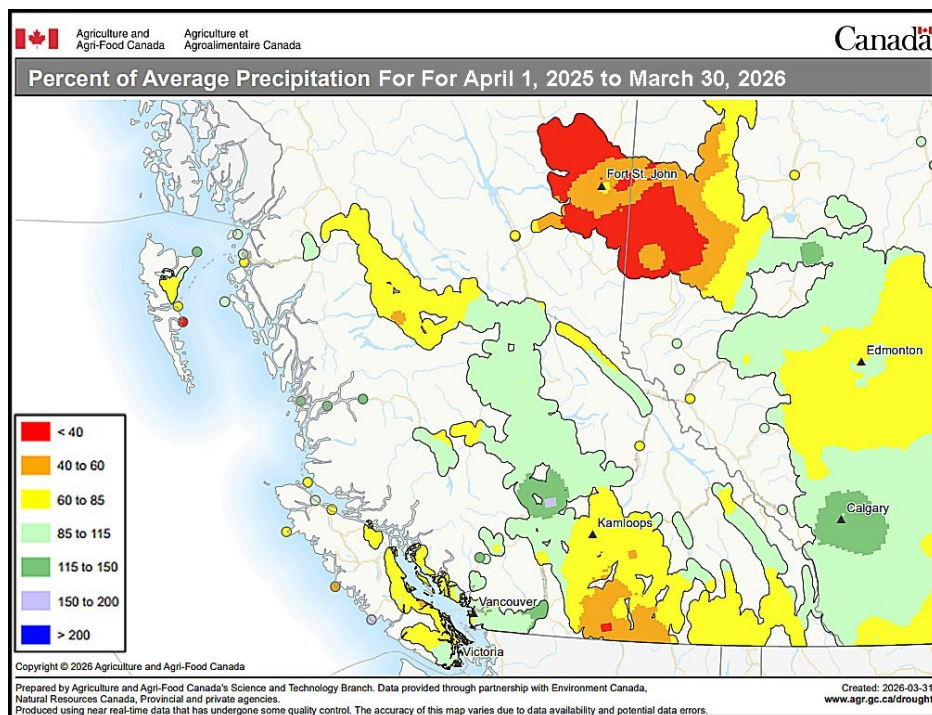 Agriculture and Agriculture et
Agri-Food Canada Agroalimentaire Canada
Canada
Percent of Average Precipitation For For April 1, 2025 to March 30, 2026
Fort St. John
Edmonton
< 40
40 to 60
60 to 85
85 to 115
115 to 150
150 to 200
> 200
Calgary
Kamloops
Vancouver
Victoria
Copyright © 2026 Agriculture and Agri-Food Canada
Prepared by Agriculture and Agri-Food Canada's Science and Technology Branch. Data provided through partnership with Environment Canada, Created: 2026-03-31
Natural Resources Canada, Provincial and private agencies. www.agr.gc.ca/drought
Produced using near real-time data that has undergone some quality control. The accuracy of this map varies due to data availability and potential data errors.